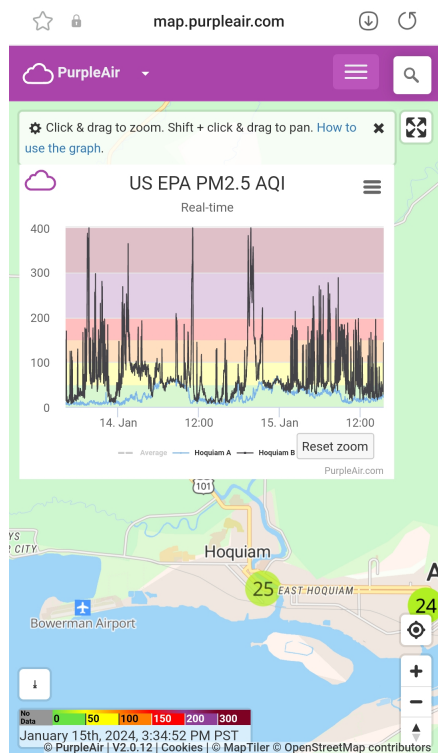 map.purpleair.com
PurpleAir
Click & drag to zoom. Shift + click & drag to pan. How to
use the graph.
US EPA PM2.5 AQI
Real-time
400
300
200
100
0
14. Jan
12:00
15. Jan
12:00
Average
Hoquiam A
Hoquiam B
Reset zoom
PurpleAir.com
101
YS
CITY
Hoquiam
25
EAST HOQUIAM
A
24
Bowerman Airport
No
Data
0
50
100
150
200
300
January 15th, 2024, 3:34:52 PM PST
© PurpleAir | V2.0.12 | Cookies | © MapTiler © OpenStreetMap contributors